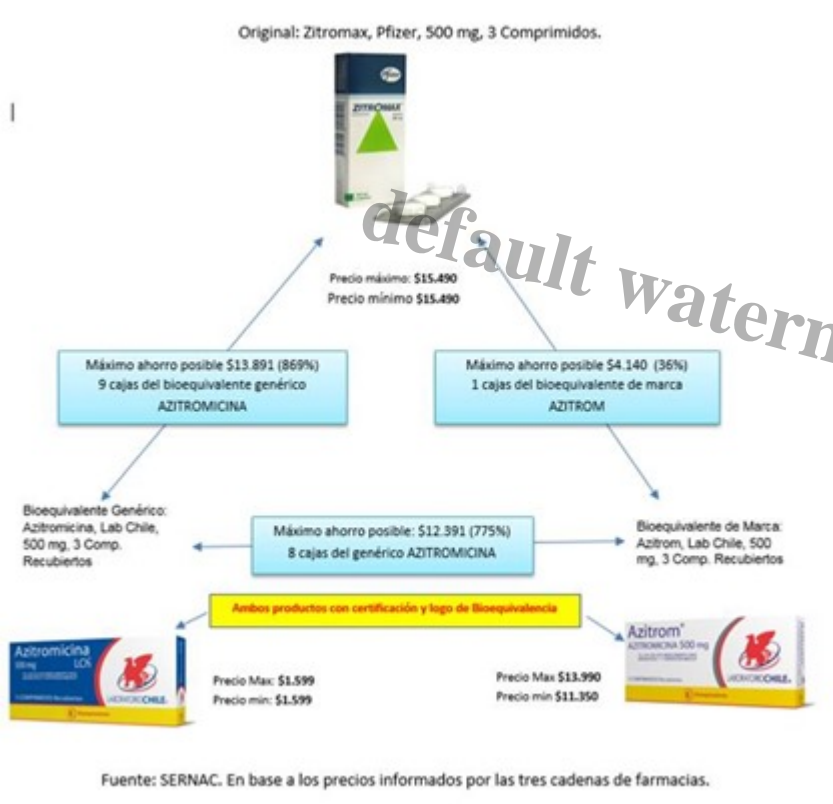 Original: Zitromax, Pfizer, 500 mg, 3 Comprimidos.
Pfizer
ZITROMAX
default watern
Precio máximo: $15.490
Precio mínimo $15.490
Máximo ahorro posible $13.891 (869%)
9 cajas del bioequivalente genérico
AZITROMICINA
Máximo ahorro posible $4.140 (36%)
1 cajas del bioequivalente de marca
AZITROM
Bioequivalente Genérico:
Azitromicina, Lab Chile,
500 mg, 3 Comp.
Recubiertos
Máximo ahorro posible: $12.391 (775%)
8 cajas del genérico AZITROMICINA
Bioequivalente de Marca:
Azitrom, Lab Chile, 500
mg, 3 Comp. Recubiertos
Ambos productos con certificación y logo de Bioequivalencia
Azitromicina
500 mg
LABORATORIOCHILE
Precio Max: $1.599
Precio min: $1.599
Precio Max $13.990
Precio min $11.350
Azitrom®
AZITROMICINA 500 mg
LABORATORIOCHILE
Fuente: SERNAC. En base a los precios informados por las tres cadenas de farmacias.